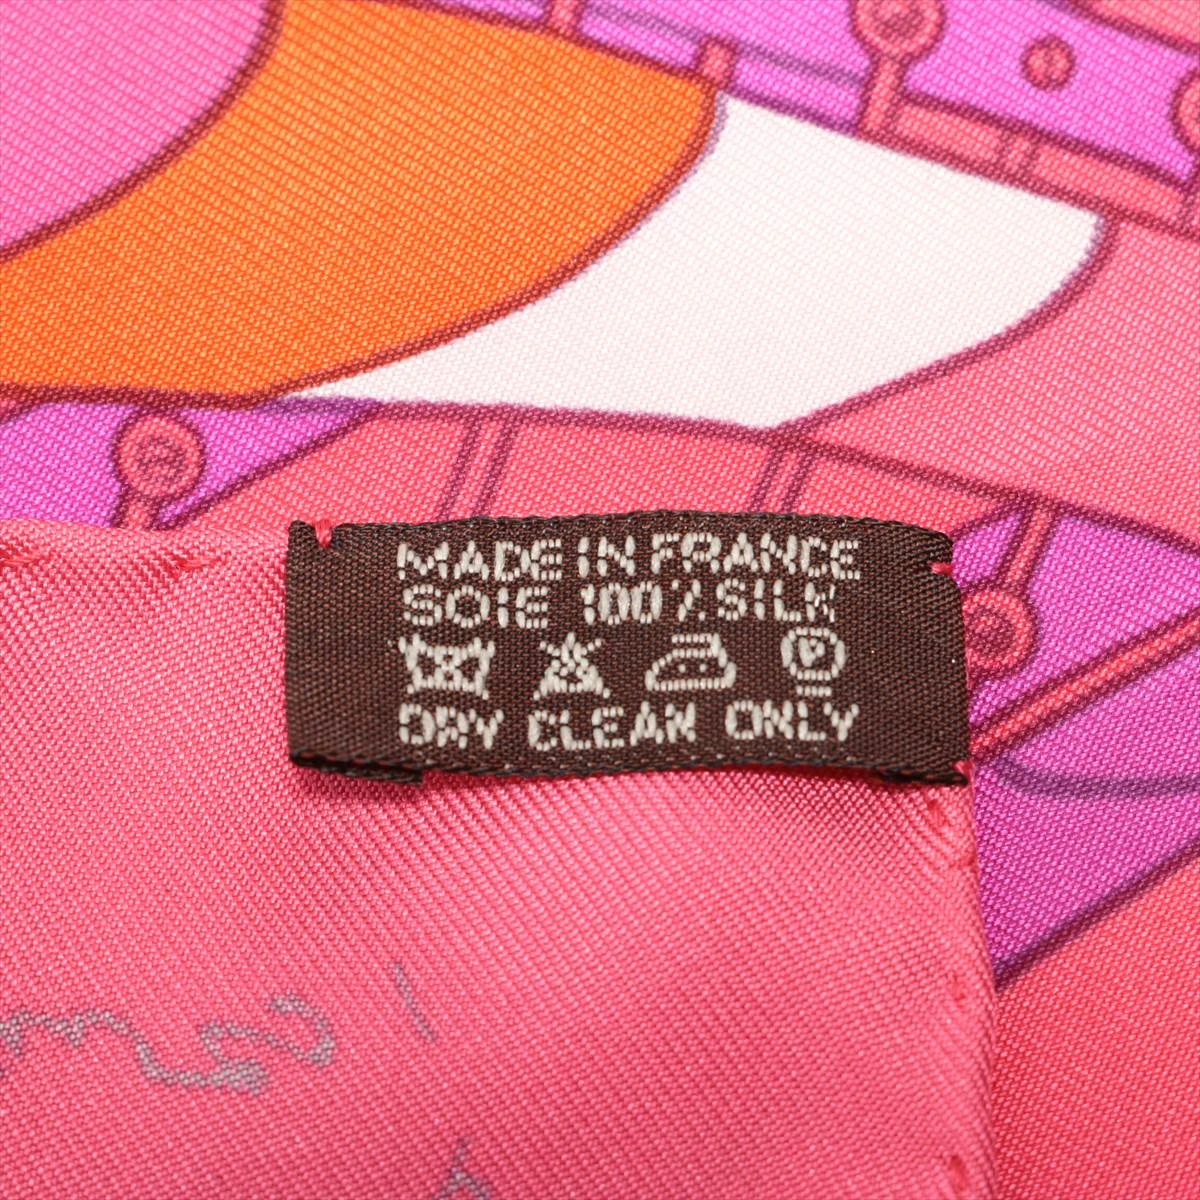 MADE IN FRANCE
SOIE 100% SILK
P
DRY CLEAN ONLY